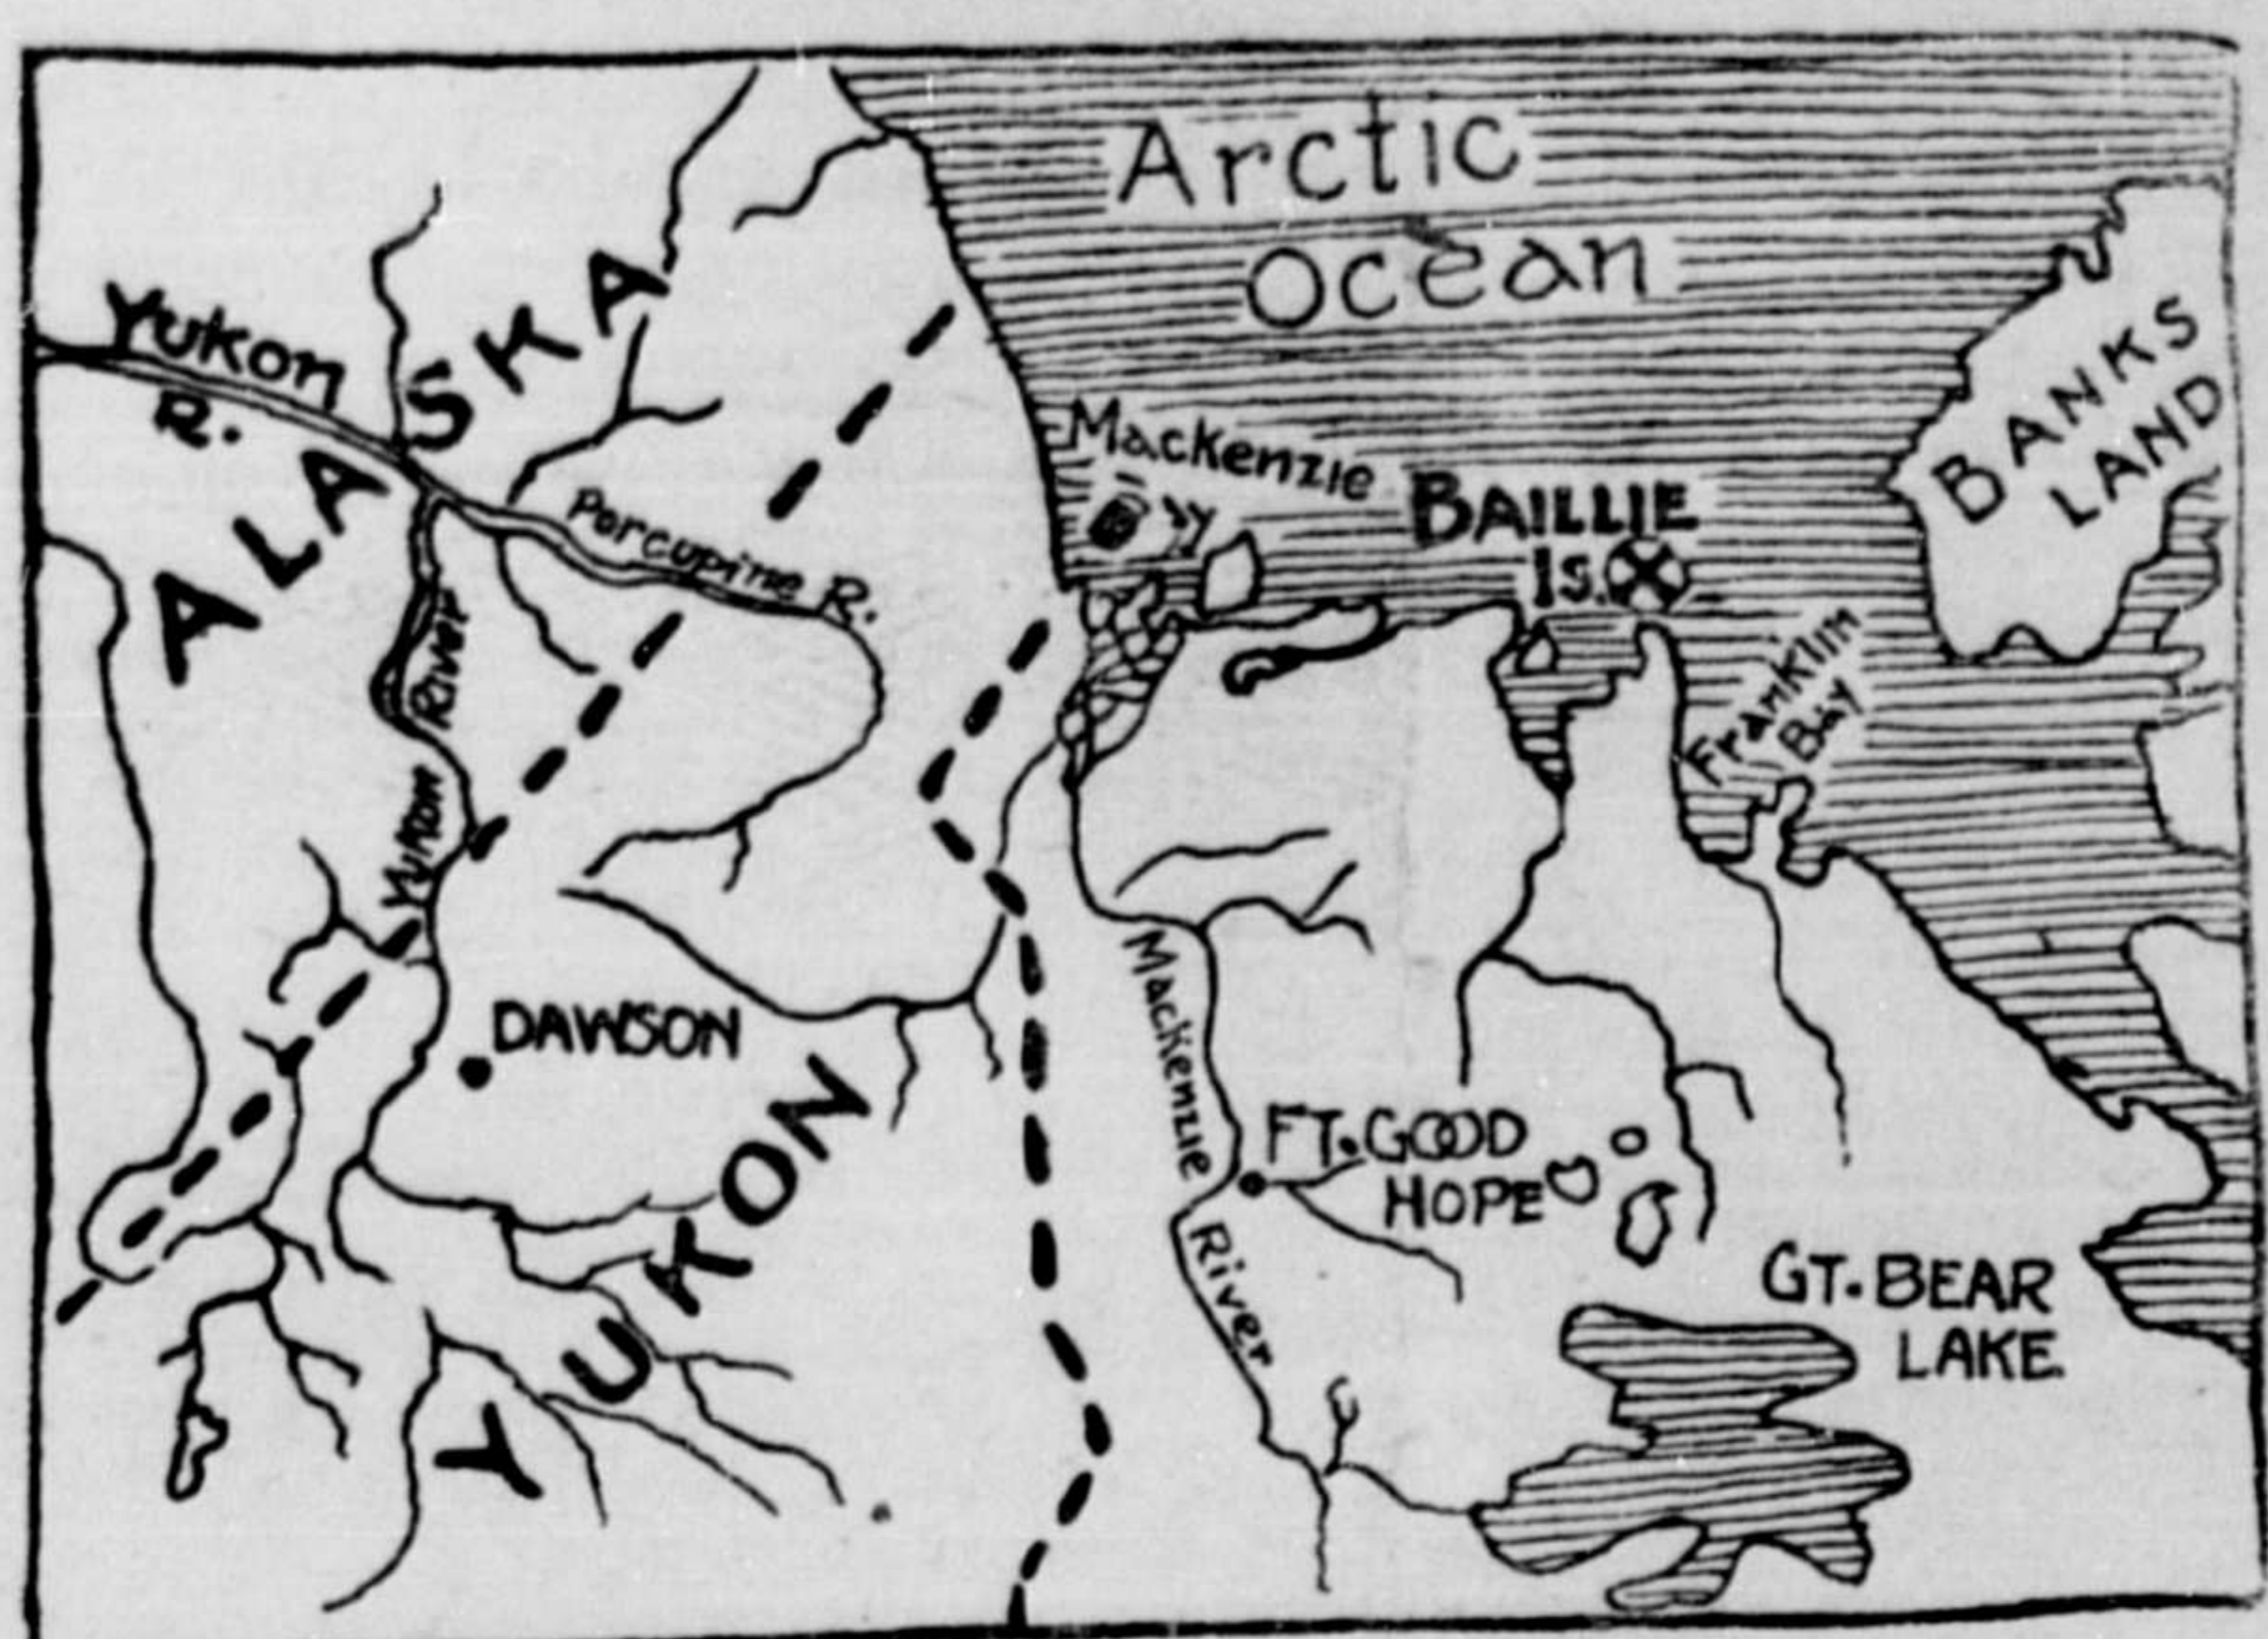 Arctic
Ocean
Yukon
R.
ALASKA
Mackenzie
BAILLIE
IS.
BANKS
LAND
Porcupine R.
Franklin
Bay
Yukon River
DAWSON
YUKON
Mackenzie River
FT. GOOD
HOPE
GT. BEAR
LAKE